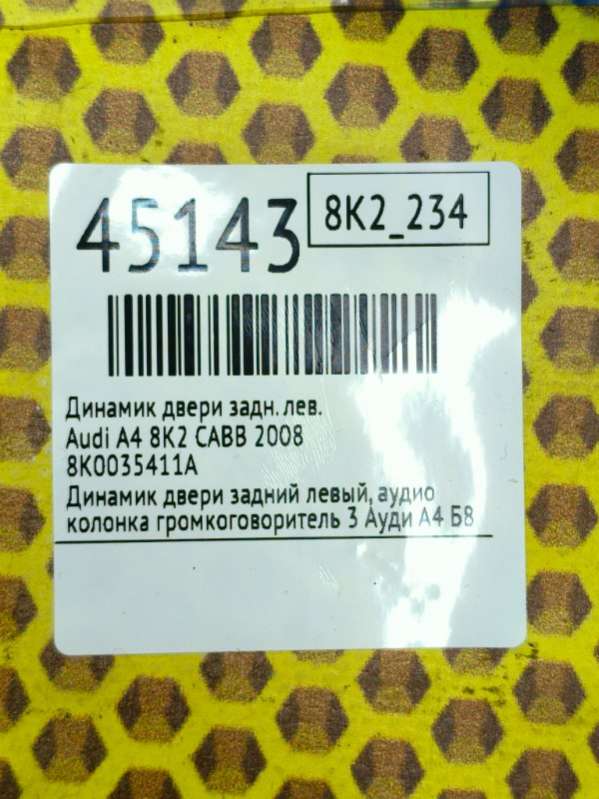 45143
8K2_234
Динамик двери задн. лев.
Audi A4 8K2 CABB 2008
8K0035411A
Динамик двери задний левый, аудио
колонка громкоговоритель 3 Ауди А4 Б8